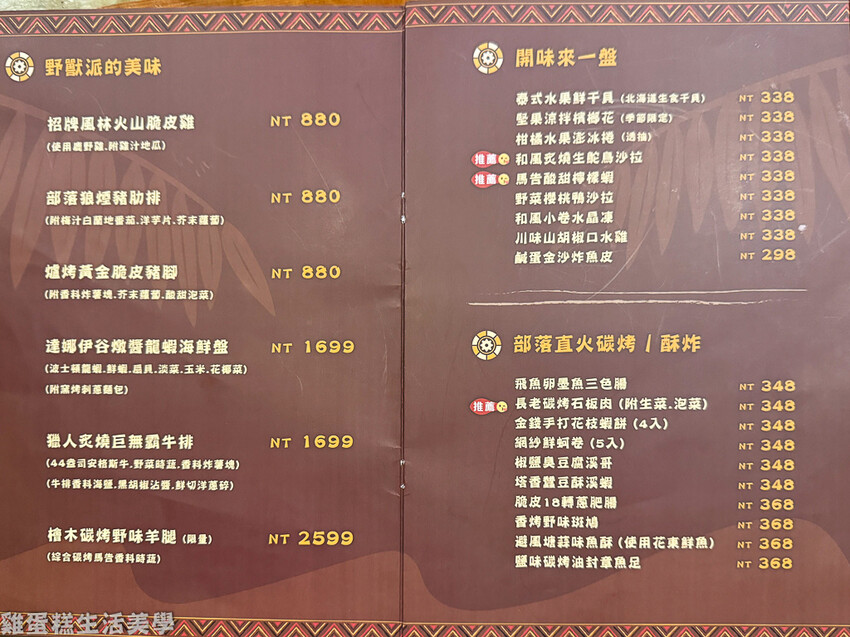 野獸派的美味
招牌風林火山脆皮雞 NT 880
(使用鹿野雞.附雞汁地瓜)
部落狼煙豬肋排 NT 880
(附梅汁白蘭地番茄.洋芋片.芥末蘿蔔)
爐烤黃金脆皮豬腳 NT 880
(附香料炸薯塊.芥末蘿蔔.酸甜泡菜)
達娜伊谷燉醬龍蝦海鮮盤 NT 1699
(波士頓龍蝦.鮮蝦.扇貝.淡菜.玉米.花椰菜)
(附窯烤刺蔥麵包)
獵人炙燒巨無霸牛排 NT 1699
(44盎司安格斯牛.野菜時蔬.香料炸薯塊)
(牛排香料海鹽.黑胡椒沾醬.鮮切洋蔥碎)
檜木碳烤野味羊腿 (限量) NT 2599
(綜合碳烤馬告香料時蔬)
開味來一盤
泰式水果鮮干貝 (北海道生食干貝) NT 338
堅果涼拌檳榔花 (季節限定) NT 338
柑橘水果澎冰捲 (透抽) NT 338
推薦 和風炙燒生鴕鳥沙拉 NT 338
推薦 馬告酸甜檸檬蝦 NT 338
野菜櫻桃鴨沙拉 NT 338
和風小卷水晶凍 NT 338
川味山胡椒口水雞 NT 338
鹹蛋金沙炸魚皮 NT 298
部落直火碳烤 / 酥炸
飛魚卵墨魚三色腸 NT 348
推薦 長老碳烤石板肉 (附生菜.泡菜) NT 348
金錢手打花枝蝦餅 (4入) NT 348
網紗鮮蚵卷 (5入) NT 348
椒鹽臭豆腐溪哥 NT 348
塔香蠶豆酥溪蝦 NT 348
脆皮18轉蔥肥腸 NT 368
香烤野味斑鳩 NT 368
避風塘蒜味魚酥 (使用花東鮮魚) NT 368
鹽味碳烤油封章魚足 NT 368
雞蛋糕生活美學